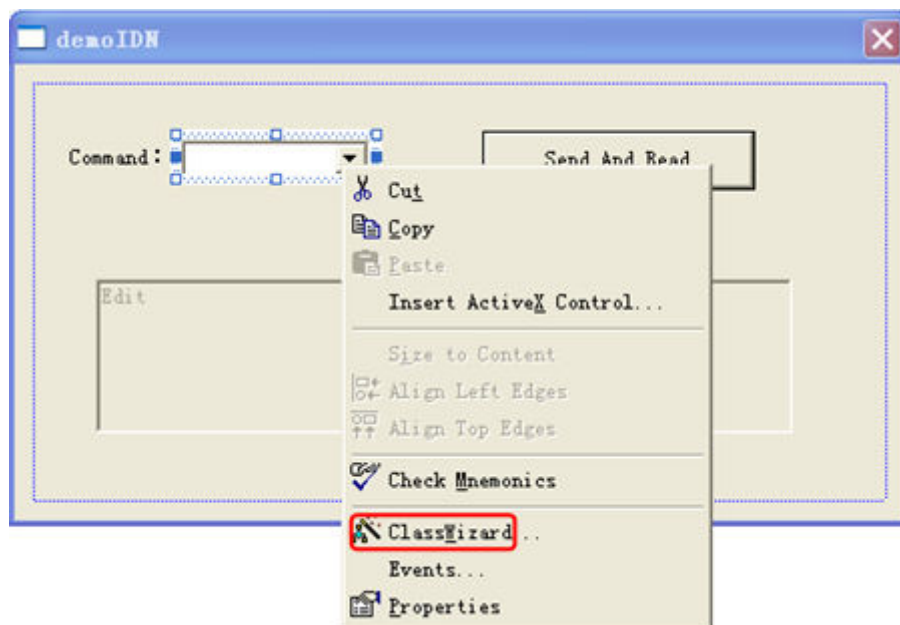 demoIDN
Command:
Send And Read
Edit
Cut
Copy
Paste
Insert ActiveX Control...
Size to Content
Align Left Edges
Align Top Edges
Check Mnemonics
ClassWizard...
Events...
Properties